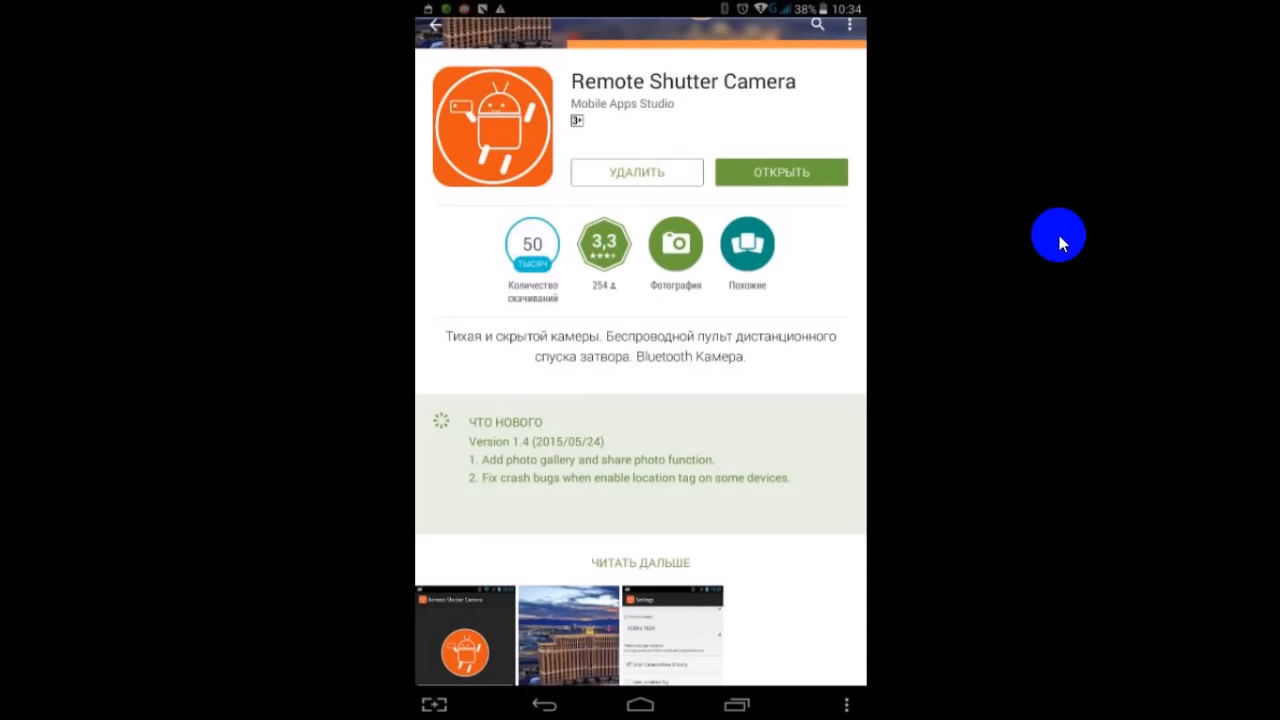 38% 10:34
Remote Shutter Camera
Mobile Apps Studio
3+
УДАЛИТЬ
ОТКРЫТЬ
50
ТЫСЯЧ
3,3
Количество
скачиваний
254
Фотография
Похожие
Тихая и скрытой камеры. Беспроводной пульт дистанционного
спуска затвора. Bluetooth Камера.
ЧТО НОВОГО
Version 1.4 (2015/05/24)
1. Add photo gallery and share photo function.
2. Fix crash bugs when enable location tag on some devices.
ЧИТАТЬ ДАЛЬШЕ
Remote Shutter Camera
Settings